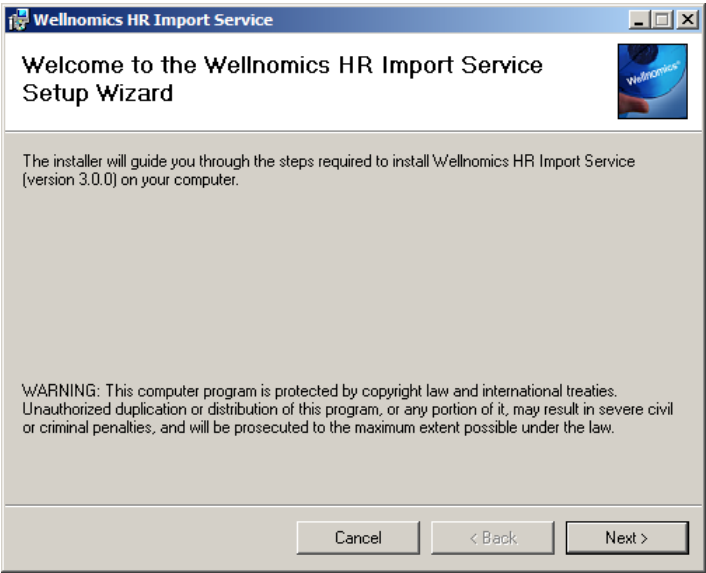 Wellnomics HR Import Service
Welcome to the Wellnomics HR Import Service
Setup Wizard
Wellnomics®
The installer will guide you through the steps required to install Wellnomics HR Import Service
(version 3.0.0) on your computer.
WARNING: This computer program is protected by copyright law and international treaties.
Unauthorized duplication or distribution of this program, or any portion of it, may result in severe civil
or criminal penalties, and will be prosecuted to the maximum extent possible under the law.
Cancel
< Back
Next >